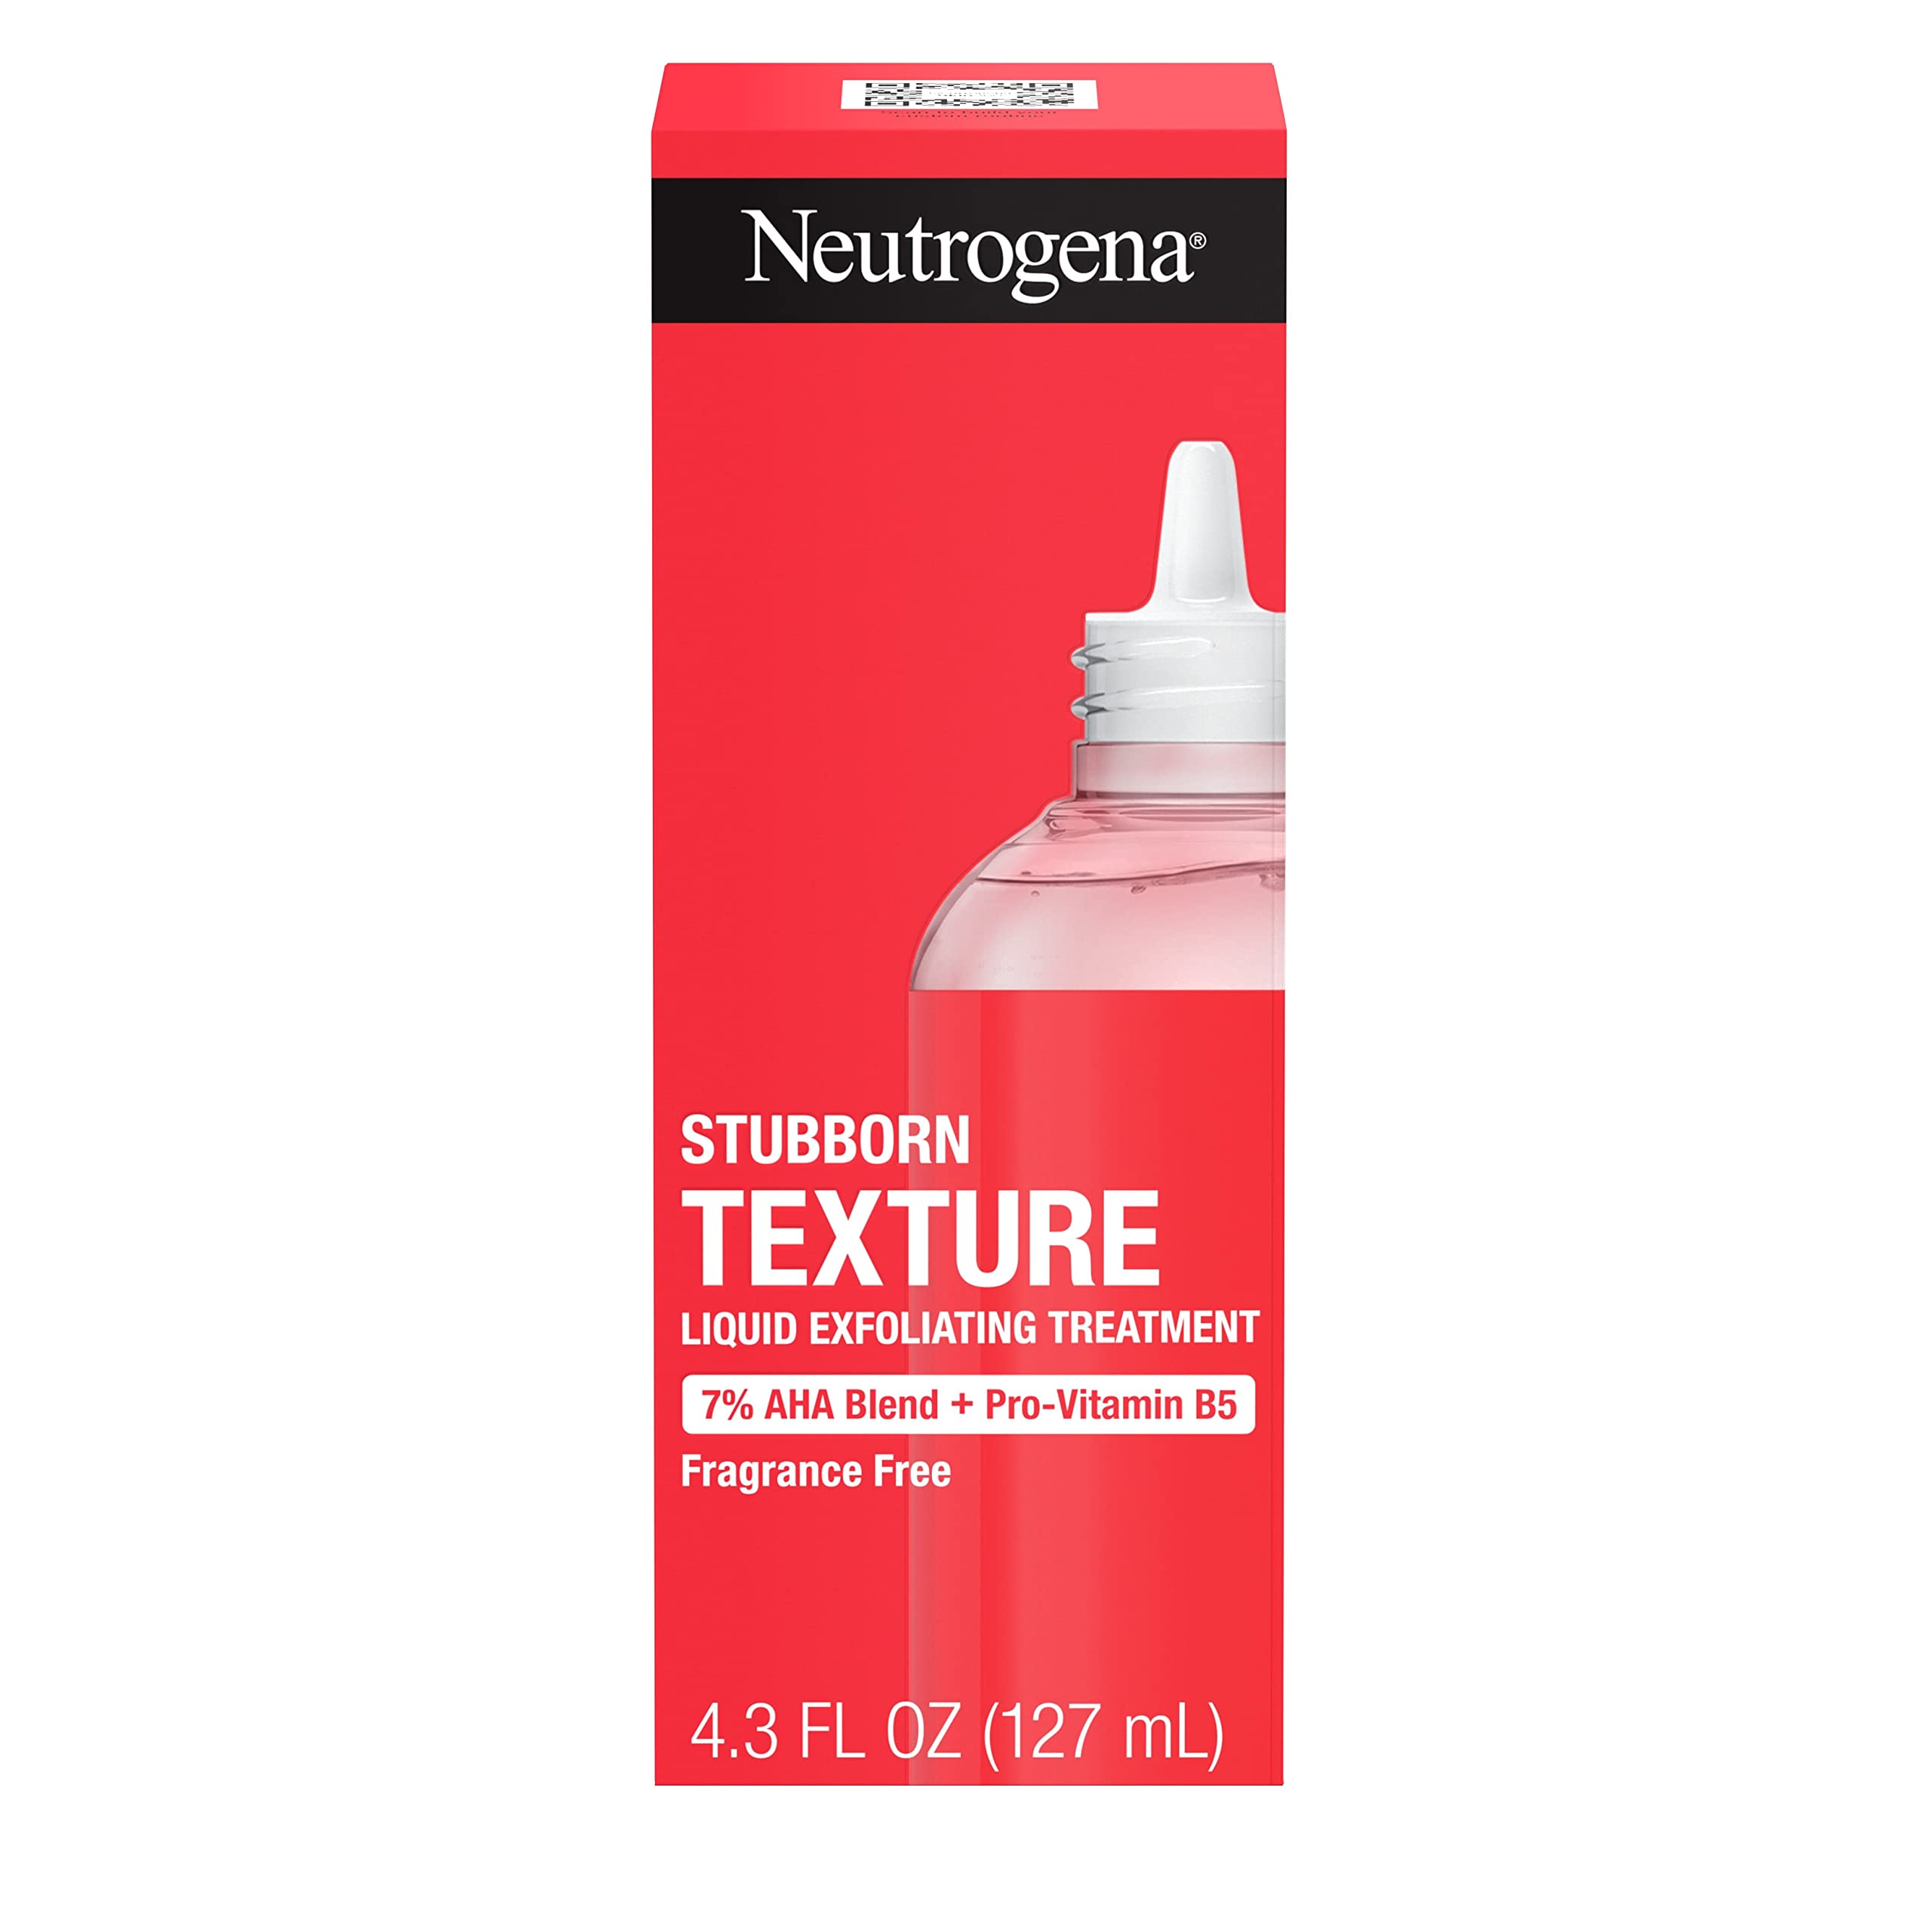 Neutrogena®
STUBBORN
TEXTURE
LIQUID EXFOLIATING TREATMENT
7% AHA Blend + Pro-Vitamin B5
Fragrance Free
4.3 FL OZ (127 mL)